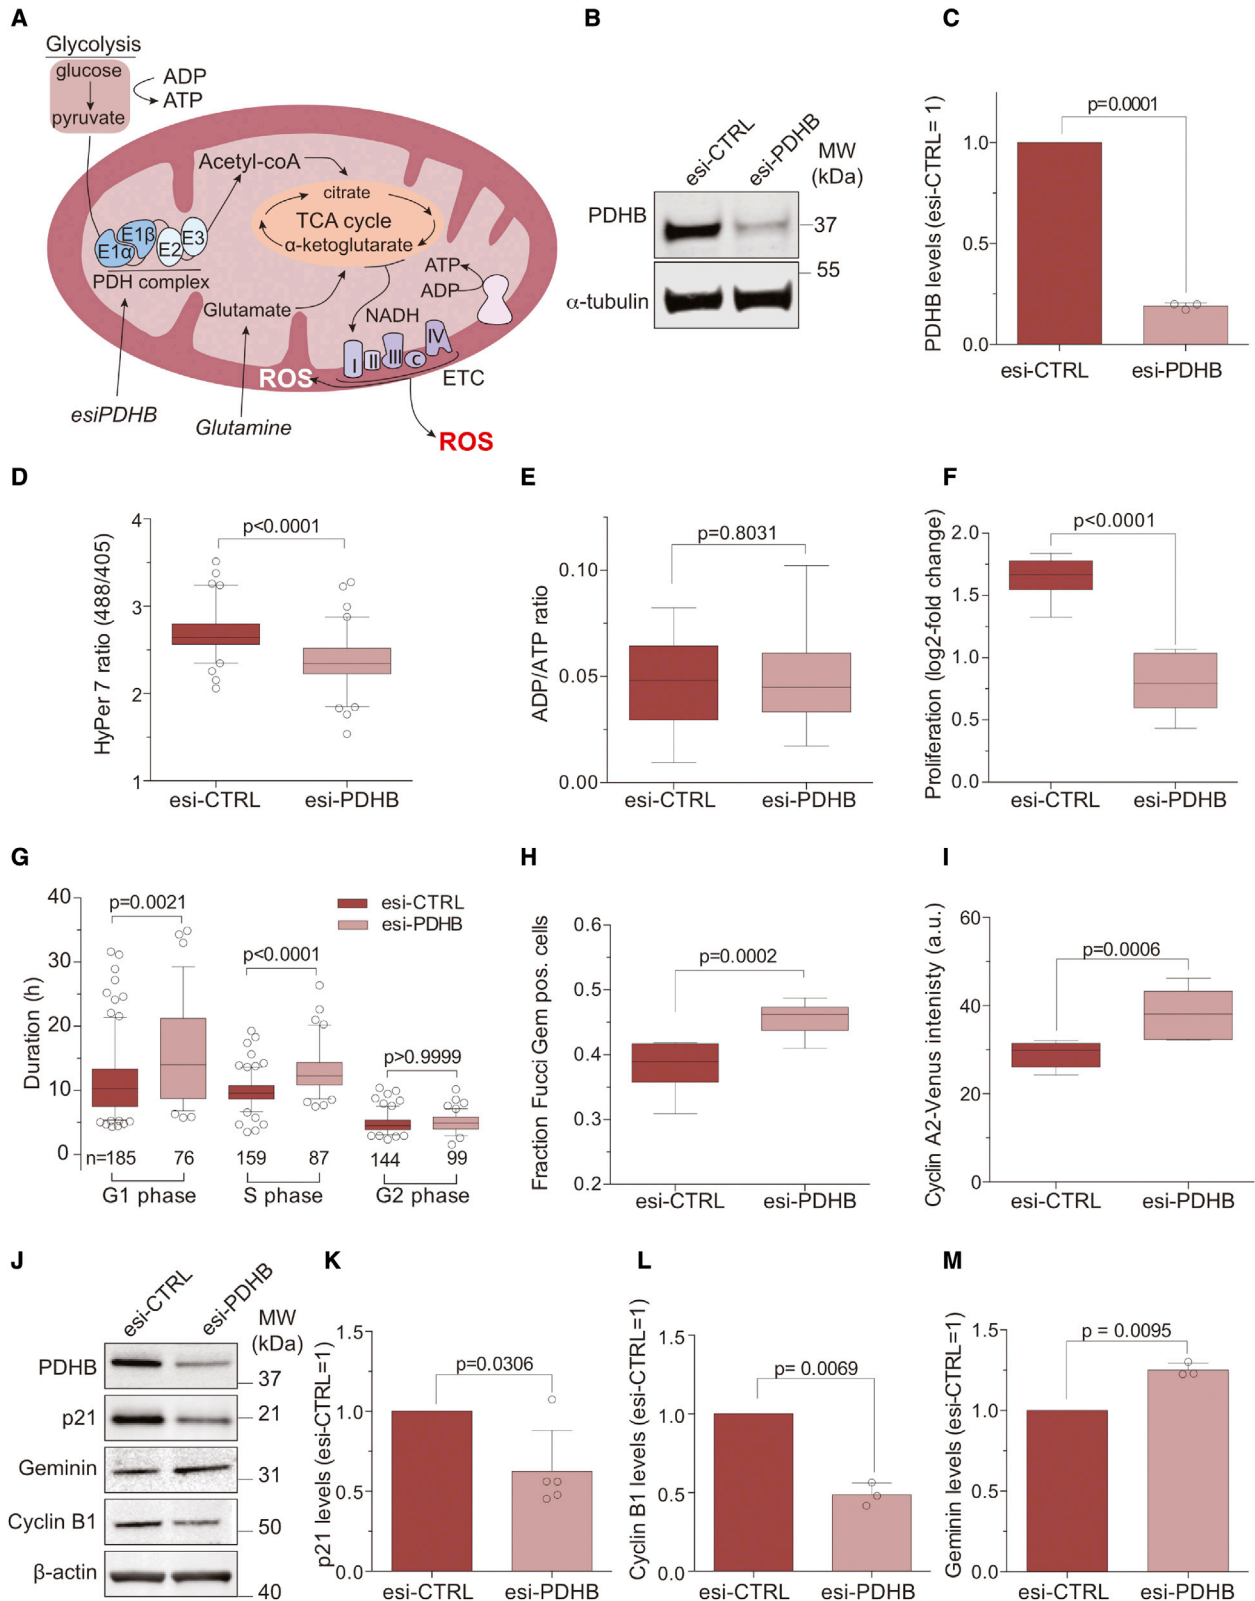 A
Glycolysis
glucose
pyruvate
ADP
ATP
Acetyl-coA
citrate
TCA cycle
α-ketoglutarate
E1α
E1β
E2
E3
PDH complex
Glutamate
NADH
ATP
ADP
I
II
III
c
IV
ETC
ROS
ROS
esiPDHB
Glutamine
B
esi-CTRL
esi-PDHB
MW
(kDa)
PDHB
37
55
α-tubulin
C
PDHB levels (esi-CTRL= 1)
p=0.0001
1.0
0.5
0.0
esi-CTRL
esi-PDHB
D
HyPer 7 ratio (488/405)
p<0.0001
4
3
2
1
esi-CTRL
esi-PDHB
E
ADP/ATP ratio
p=0.8031
0.10
0.05
0.00
esi-CTRL
esi-PDHB
F
Proliferation (log2-fold change)
p<0.0001
2.0
1.5
1.0
0.5
0.0
esi-CTRL
esi-PDHB
G
Duration (h)
40
30
20
10
0
p=0.0021
p<0.0001
p>0.9999
esi-CTRL
esi-PDHB
n=185
76
159
87
144
99
G1 phase
S phase
G2 phase
H
Fraction Fucci Gem pos. cells
p=0.0002
0.6
0.5
0.4
0.3
0.2
esi-CTRL
esi-PDHB
I
Cyclin A2-Venus intenisty (a.u.)
p=0.0006
60
40
20
0
esi-CTRL
esi-PDHB
J
esi-CTRL
esi-PDHB
MW
(kDa)
PDHB
37
p21
21
Geminin
31
Cyclin B1
50
β-actin
40
K
p21 levels (esi-CTRL=1)
p=0.0306
1.5
1.0
0.5
0.0
esi-CTRL
esi-PDHB
L
Cyclin B1 levels (esi-CTRL=1)
p= 0.0069
1.5
1.0
0.5
0.0
esi-CTRL
esi-PDHB
M
Geminin levels (esi-CTRL=1)
p = 0.0095
1.5
1.0
0.5
0.0
esi-CTRL
esi-PDHB